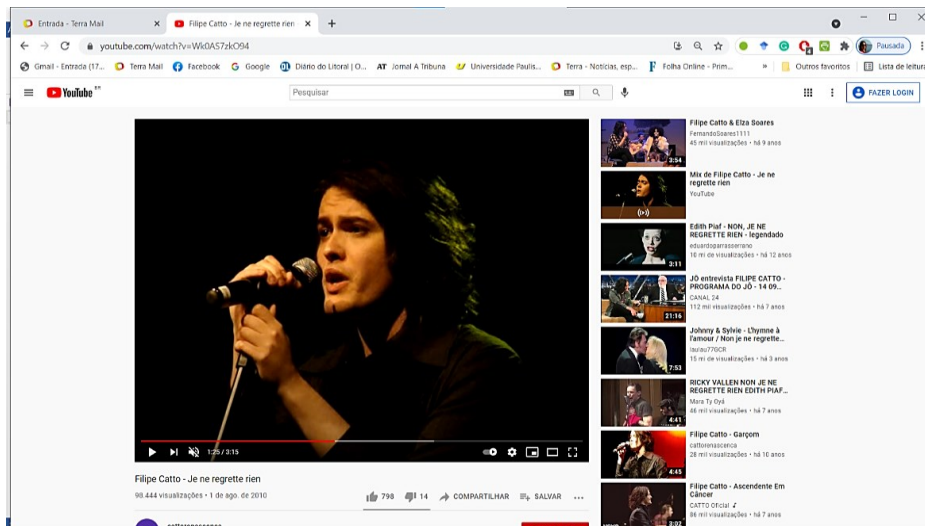 Entrada - Terra Mail
Filipe Catto - Je ne regrette rien
youtube.com/watch?v=Wk0AS7zkO94
Pausada
Gmail - Entrada (17...
Terra Mail
Facebook
Google
Diário do Litoral | O...
AT Jornal A Tribuna
Universidade Paulis...
Terra - Notícias, esp...
Folha Online - Prim...
»
Outros favoritos
Lista de leitura
YouTube BR
Pesquisar
FAZER LOGIN
1:25 / 3:15
Filipe Catto - Je ne regrette rien
98.444 visualizações • 1 de ago. de 2010
798
14
COMPARTILHAR
SALVAR
cattorenascenca
Filipe Catto & Elza Soares
FernandoSoares1111
45 mil visualizações • há 9 anos
3:54
Mix de Filipe Catto - Je ne
regrette rien
YouTube
Edith Piaf - NON, JE NE
REGRETTE RIEN - legendado
eduardoparrasserrano
10 mi de visualizações • há 12 anos
3:11
JÔ entrevista FILIPE CATTO -
PROGRAMA DO JÔ - 14 09...
CANAL 24
112 mil visualizações • há 7 anos
21:16
Johnny & Sylvie - L'hymne à
l'amour / Non je ne regrette...
laulau77GCR
15 mi de visualizações • há 3 anos
7:53
RICKY VALLEN NON JE NE
REGRETTE RIEN EDITH PIAF...
Mara Ty Oyá
46 mil visualizações • há 7 anos
4:41
Filipe Catto - Garçom
cattorenascenca
28 mil visualizações • há 10 anos
4:45
Filipe Catto - Ascendente Em
Câncer
CATTO Oficial
86 mil visualizações • há 7 anos
3:02